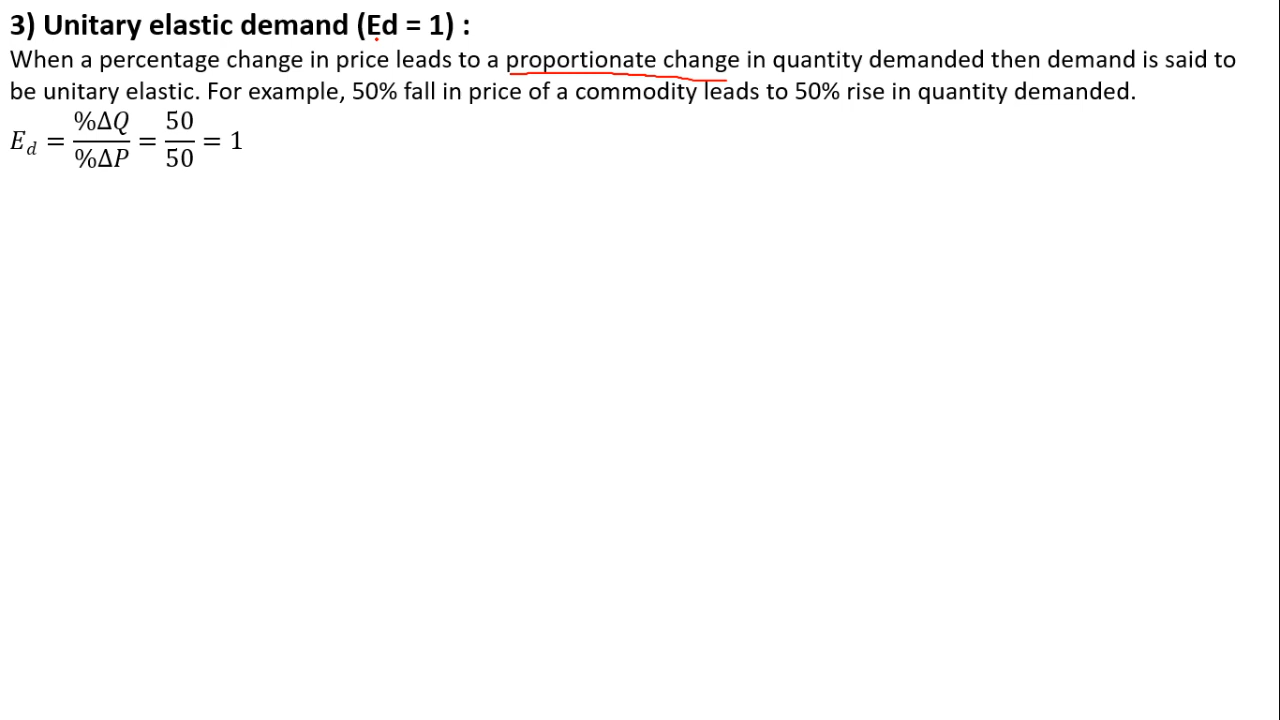 3) Unitary elastic demand (Ed = 1) :
When a percentage change in price leads to a proportionate change in quantity demanded then demand is said to
be unitary elastic. For example, 50% fall in price of a commodity leads to 50% rise in quantity demanded.
E_d = %ΔQ / %ΔP = 50 / 50 = 1